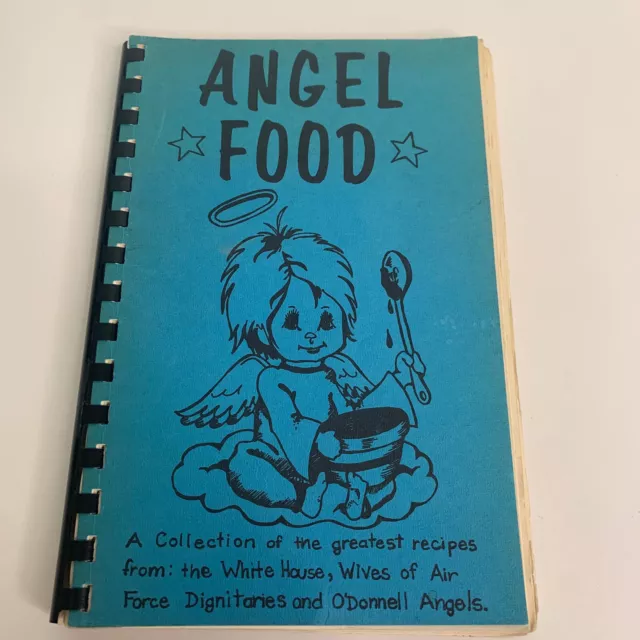 ANGEL
FOOD
A Collection of the greatest recipes
from: the White House, Wives of Air
Force Dignitaries and O'Donnell Angels.